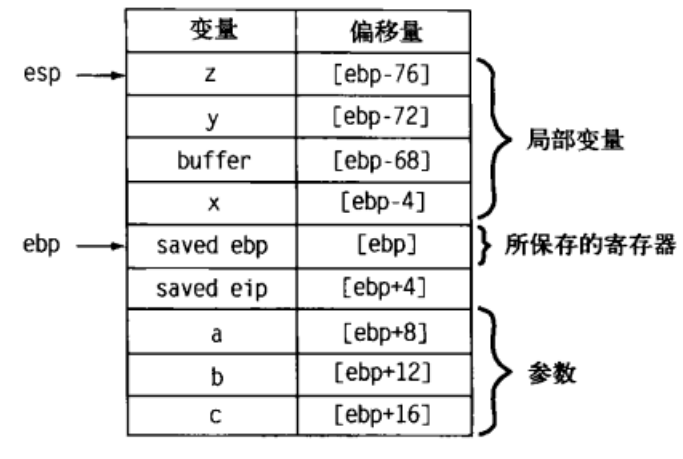 变量 偏移量
esp z [ebp-76]
y [ebp-72]
局部变量
buffer [ebp-68]
x [ebp-4]
ebp saved ebp [ebp] 所保存的寄存器
saved eip [ebp+4]
a [ebp+8]
b [ebp+12] 参数
c [ebp+16]